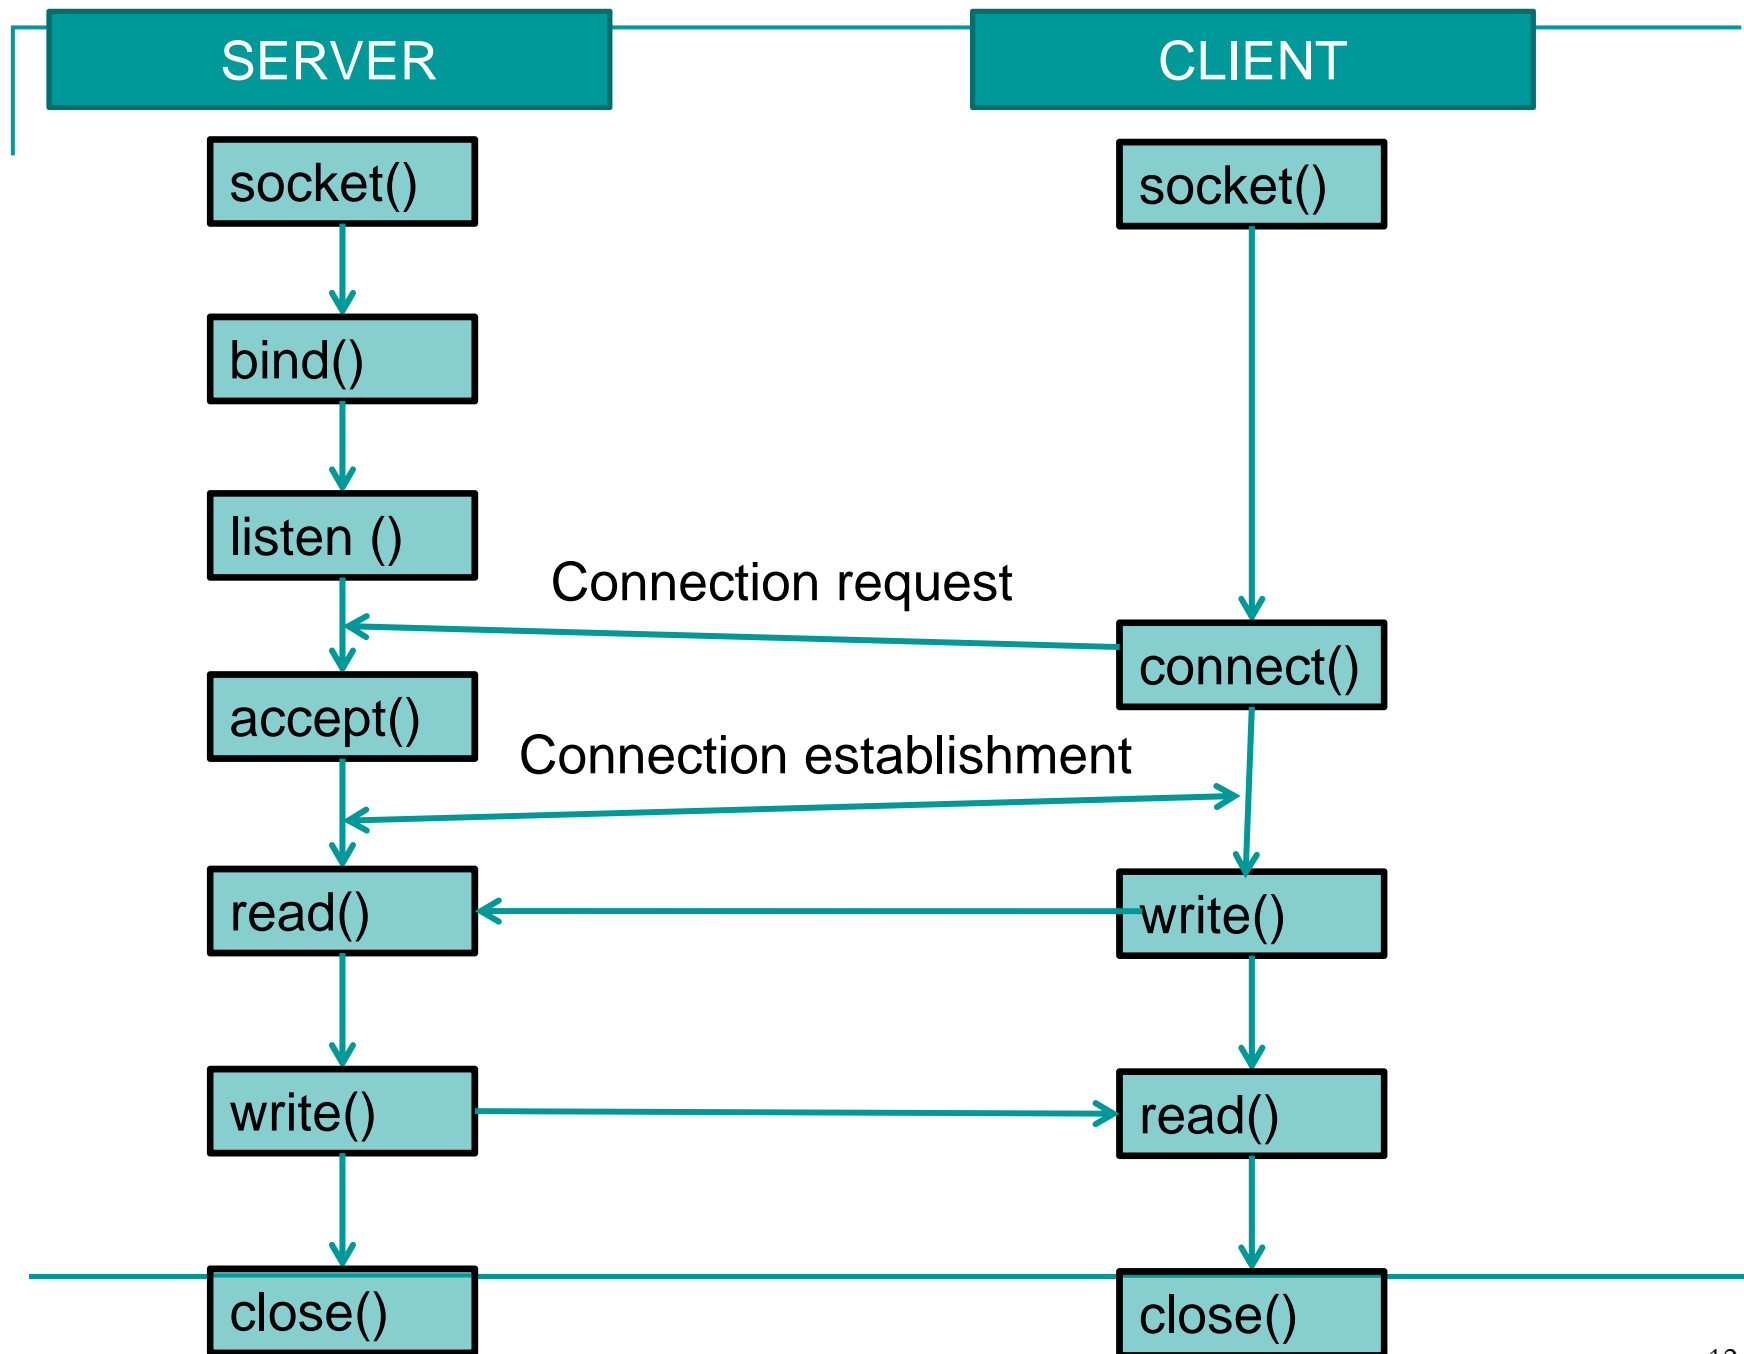 SERVER
CLIENT
socket()
socket()
bind()
listen ()
Connection request
connect()
accept()
Connection establishment
read()
write()
write()
read()
close()
close()